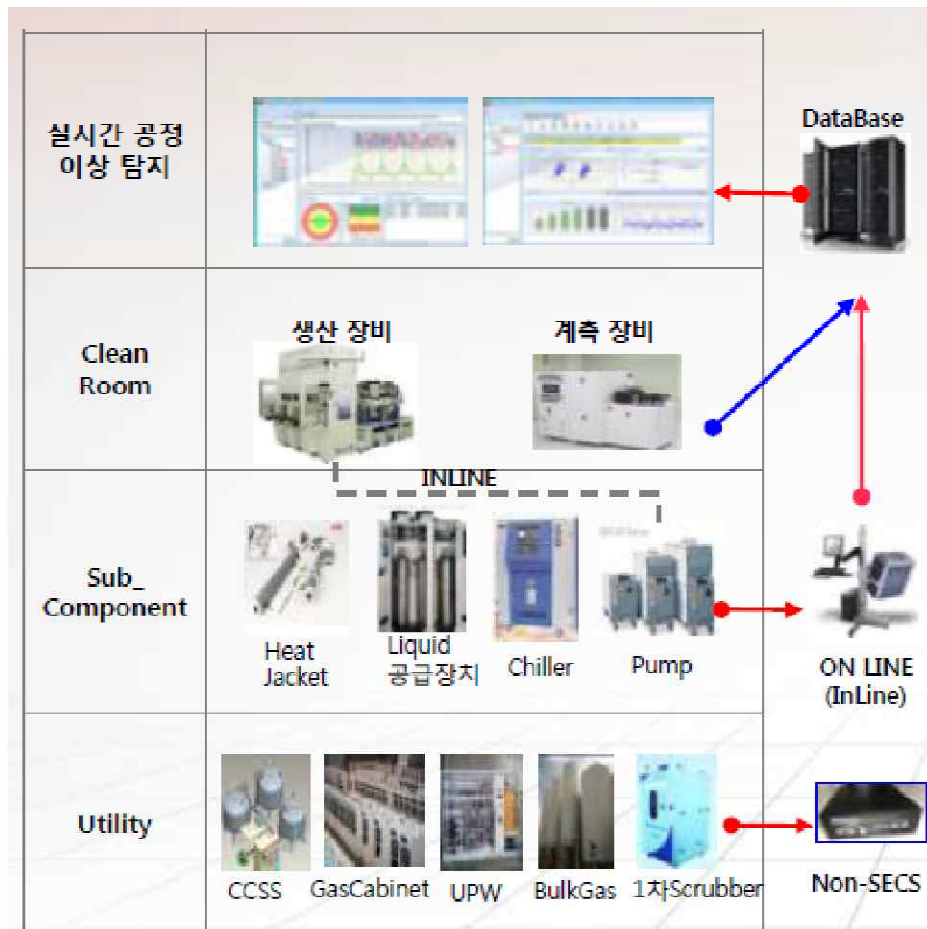 실시간 공정
이상 탐지
DataBase
Clean
Room
생산 장비
계측 장비
INLINE
Sub_
Component
Heat
Jacket
Liquid
공급장치
Chiller
Pump
ON LINE
(InLine)
Utility
CCSS
GasCabinet
UPW
BulkGas
1차Scrubber
Non-SECS